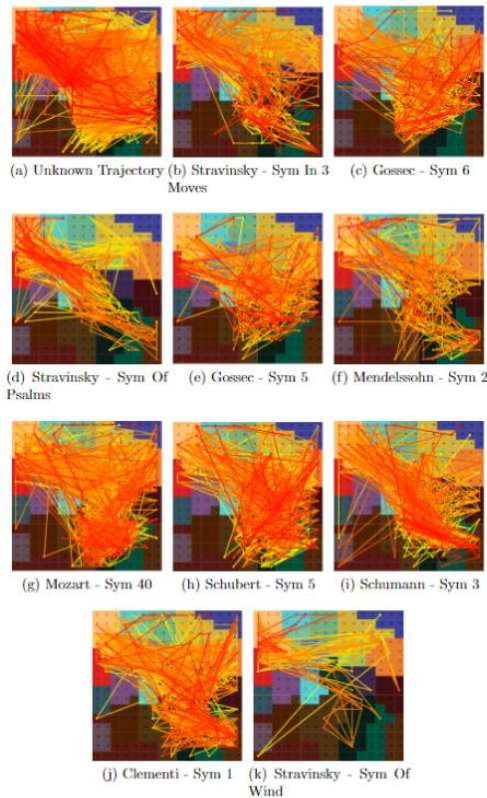 (a) Unknown Trajectory (b) Stravinsky - Sym In 3 Moves (c) Gossec - Sym 6
(d) Stravinsky - Sym Of Psalms (e) Gossec - Sym 5 (f) Mendelssohn - Sym 2
(g) Mozart - Sym 40 (h) Schubert - Sym 5 (i) Schumann - Sym 3
(j) Clementi - Sym 1 (k) Stravinsky - Sym Of Wind